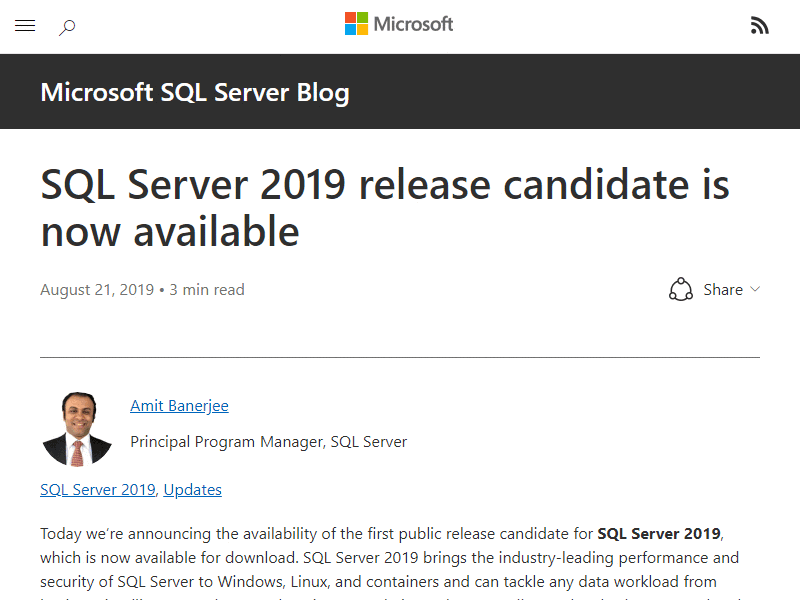 Microsoft
Microsoft SQL Server Blog
SQL Server 2019 release candidate is
now available
August 21, 2019 • 3 min read
Share
Amit Banerjee
Principal Program Manager, SQL Server
SQL Server 2019, Updates
Today we’re announcing the availability of the first public release candidate for SQL Server 2019,
which is now available for download. SQL Server 2019 brings the industry-leading performance and
security of SQL Server to Windows, Linux, and containers and can tackle any data workload from